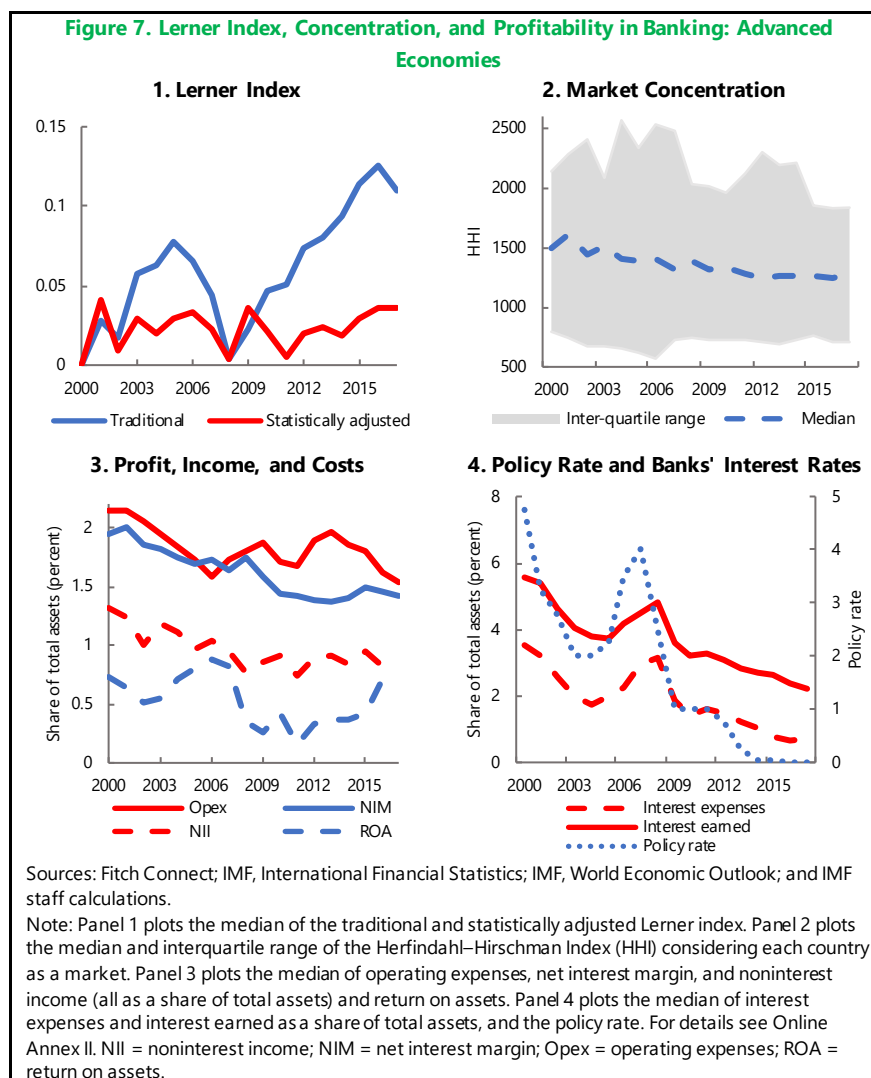 Figure 7. Lerner Index, Concentration, and Profitability in Banking: Advanced
Economies
1. Lerner Index
0.15
0.1
0.05
0
2000 2003 2006 2009 2012 2015
Traditional Statistically adjusted
2. Market Concentration
2500
2000
1500
1000
500
HHI
2000 2003 2006 2009 2012 2015
Inter-quartile range Median
3. Profit, Income, and Costs
Share of total assets (percent)
2
1.5
1
0.5
0
2000 2003 2006 2009 2012 2015
Opex NIM
NII ROA
4. Policy Rate and Banks' Interest Rates
Share of total assets (percent)
8
6
4
2
0
5
4
3
2
1
0
Policy rate
2000 2003 2006 2009 2012 2015
Interest expenses
Interest earned
Policy rate
Sources: Fitch Connect; IMF, International Financial Statistics; IMF, World Economic Outlook; and IMF
staff calculations.
Note: Panel 1 plots the median of the traditional and statistically adjusted Lerner index. Panel 2 plots
the median and interquartile range of the Herfindahl–Hirschman Index (HHI) considering each country
as a market. Panel 3 plots the median of operating expenses, net interest margin, and noninterest
income (all as a share of total assets) and return on assets. Panel 4 plots the median of interest
expenses and interest earned as a share of total assets, and the policy rate. For details see Online
Annex II. NII = noninterest income; NIM = net interest margin; Opex = operating expenses; ROA =
return on assets.